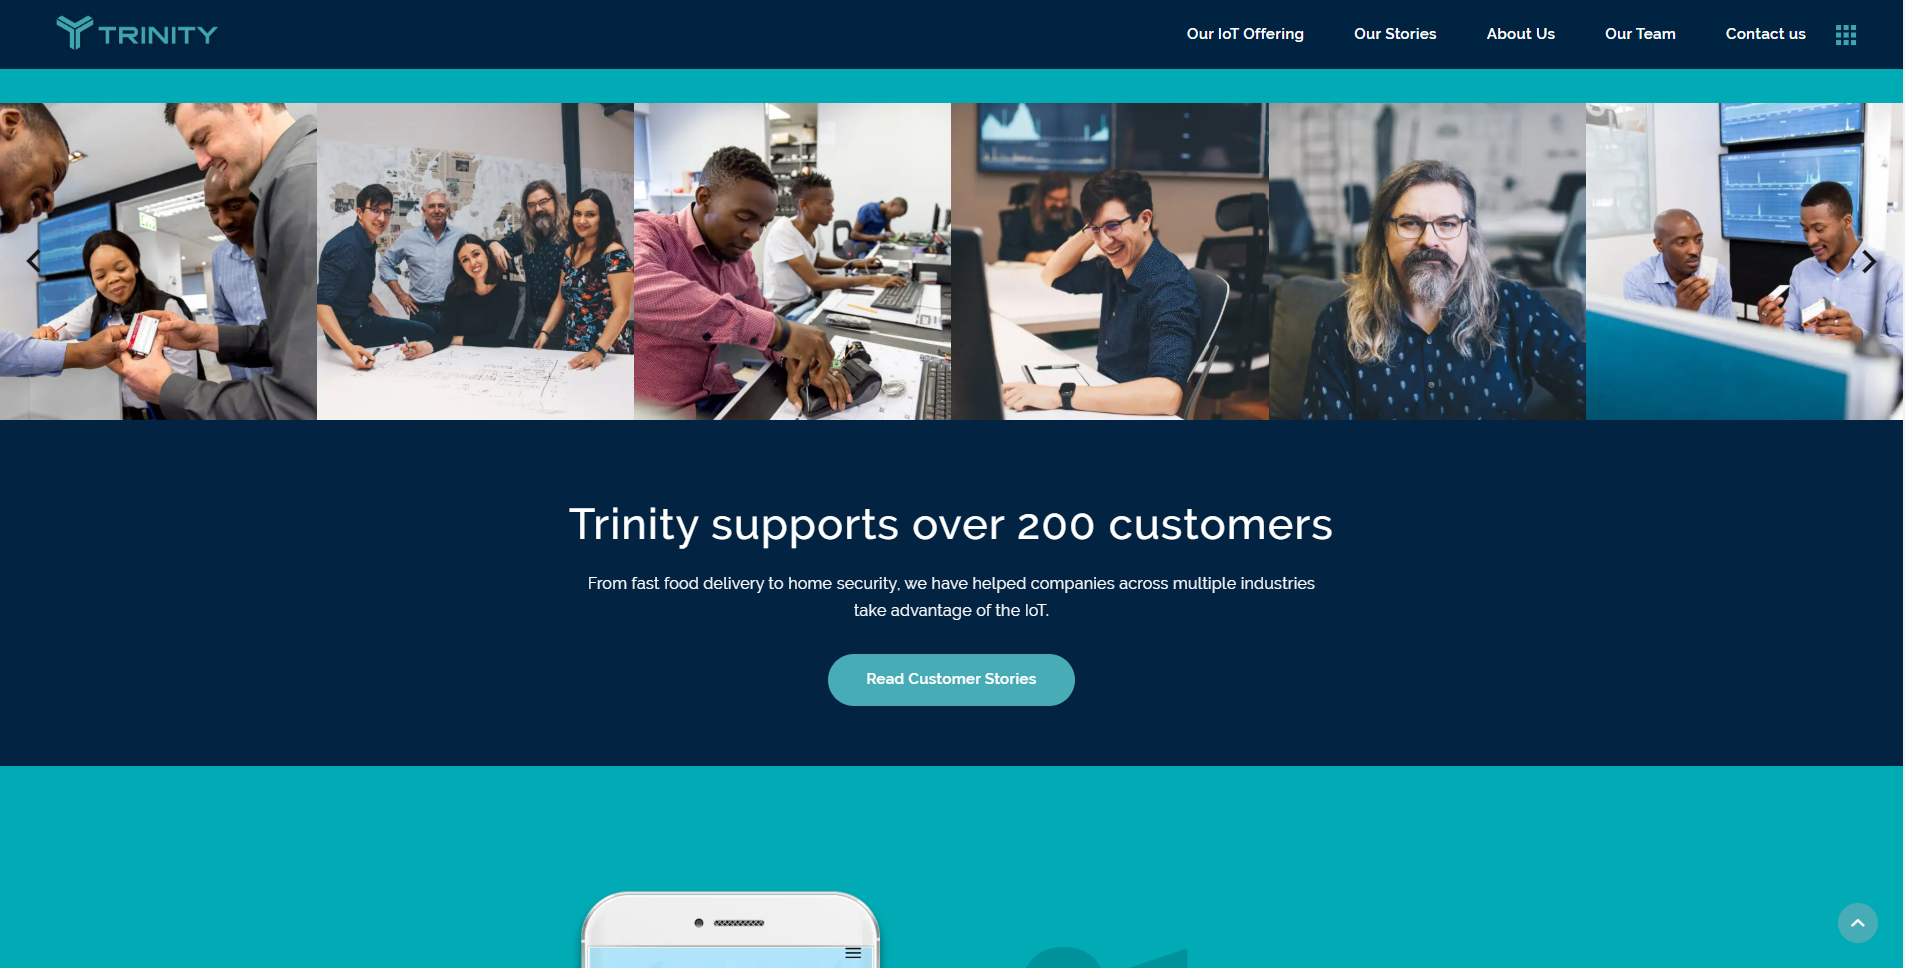 TRINITY
Our IoT Offering
Our Stories
About Us
Our Team
Contact us
Trinity supports over 200 customers
From fast food delivery to home security, we have helped companies across multiple industries
take advantage of the IoT.
Read Customer Stories
01